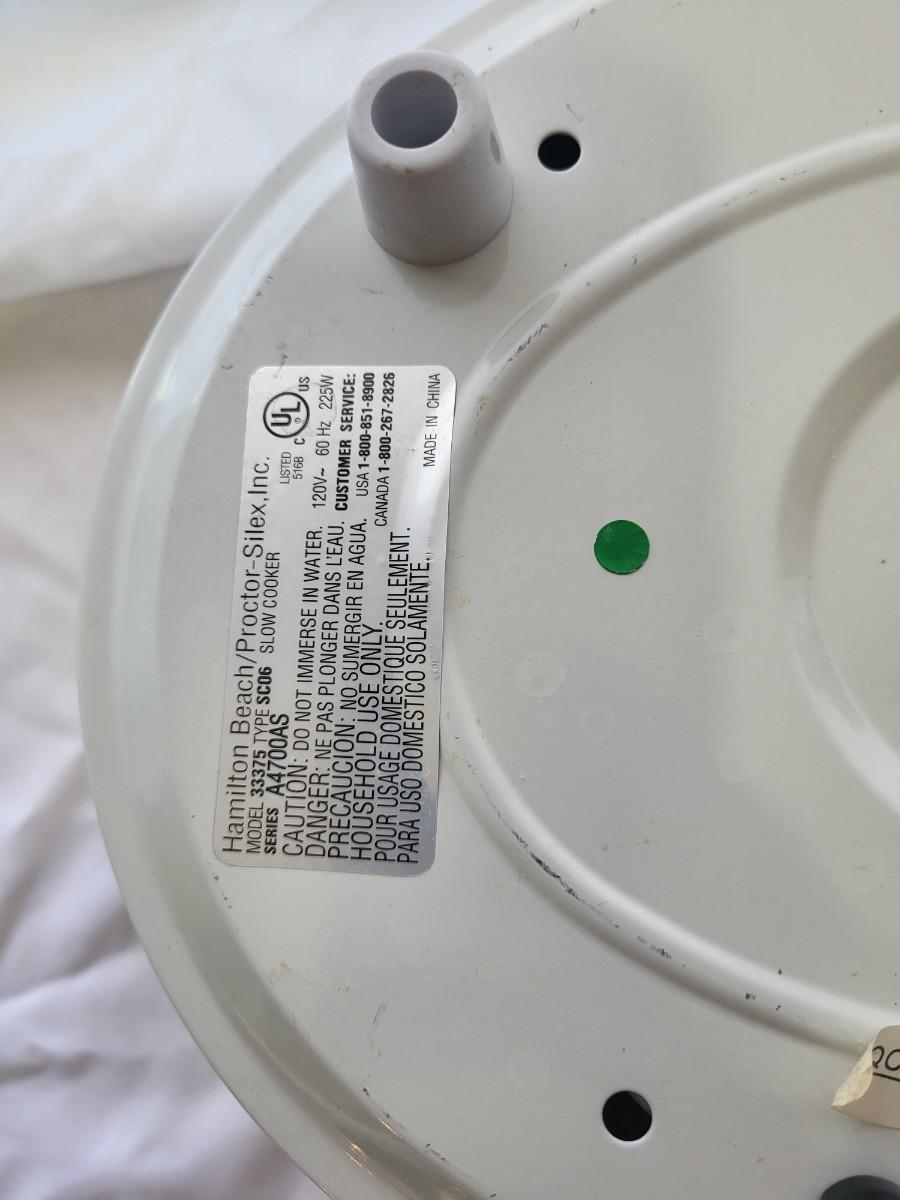 Hamilton Beach/Proctor-Silex,Inc.
MODEL 33375 TYPE SC06 SLOW COOKER
SERIES A4700AS
LISTED
516B
C UL ® US
CAUTION: DO NOT IMMERSE IN WATER.
DANGER: NE PAS PLONGER DANS L'EAU.
PRECAUCION: NO SUMERGIR EN AGUA.
HOUSEHOLD USE ONLY.
POUR USAGE DOMESTIQUE SEULEMENT.
PARA USO DOMESTICO SOLAMENTE.
120V~ 60 Hz 225W
CUSTOMER SERVICE:
USA 1-800-851-8900
CANADA 1-800-267-2826
MADE IN CHINA